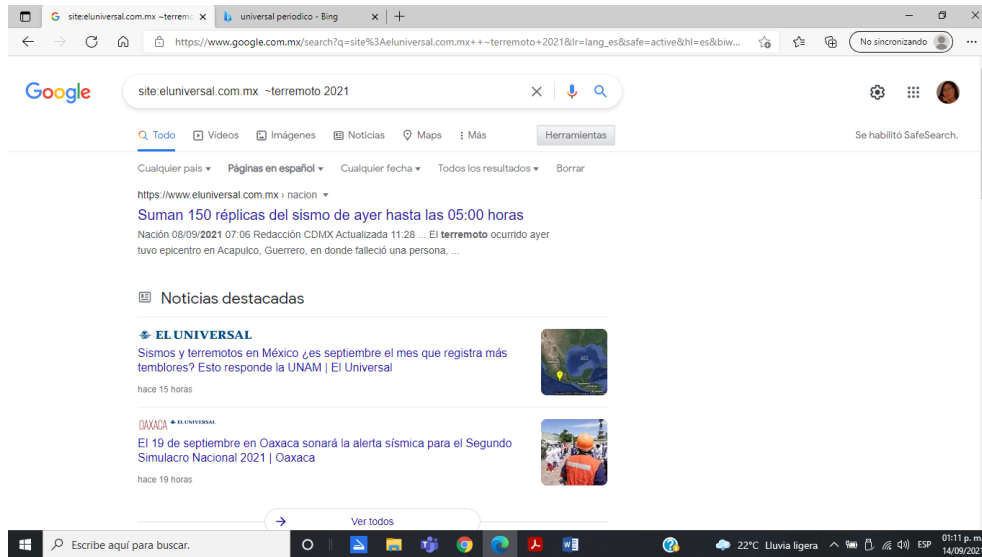 site:eluniversal.com.mx ~terremo
universal periodico - Bing
https://www.google.com.mx/search?q=site%3Aeluniversal.com.mx++~terremoto+2021&lr=lang_es&safe=active&hl=es&biw...
No sincronizando
Google
site:eluniversal.com.mx ~terremoto 2021
Todo
Videos
Imágenes
Noticias
Maps
Más
Herramientas
Se habilitó SafeSearch.
Cualquier país
Páginas en español
Cualquier fecha
Todos los resultados
Borrar
https://www.eluniversal.com.mx › nacion
Suman 150 réplicas del sismo de ayer hasta las 05:00 horas
Nación 08/09/2021 07:06 Redacción CDMX Actualizada 11:28 ... El terremoto ocurrido ayer
tuvo epicentro en Acapulco, Guerrero, en donde falleció una persona, ...
Noticias destacadas
EL UNIVERSAL
Sismos y terremotos en México ¿es septiembre el mes que registra más
temblores? Esto responde la UNAM | El Universal
hace 15 horas
OAXACA EL UNIVERSAL
El 19 de septiembre en Oaxaca sonará la alerta sísmica para el Segundo
Simulacro Nacional 2021 | Oaxaca
hace 19 horas
Ver todos
Escribe aquí para buscar.
22°C Lluvia ligera
ESP
01:11 p. m.
14/09/2021